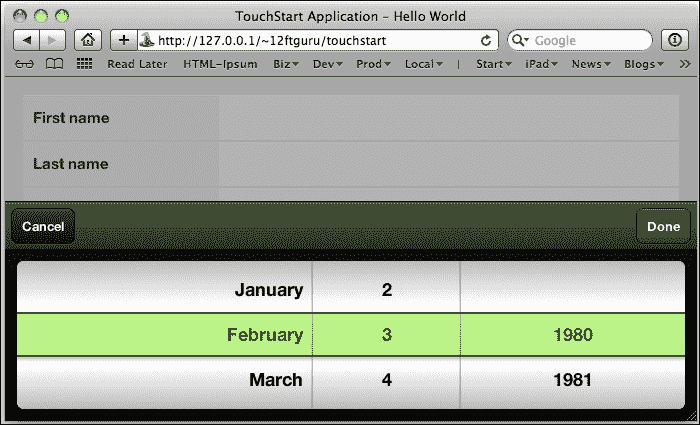 TouchStart Application - Hello World
http://127.0.0.1/~12ftguru/touchstart
Google
Read Later HTML-Ipsum Biz Dev Prod Local | Start iPad News Blogs >>
First name
Last name
Cancel Done
January 2
February 3 1980
March 4 1981